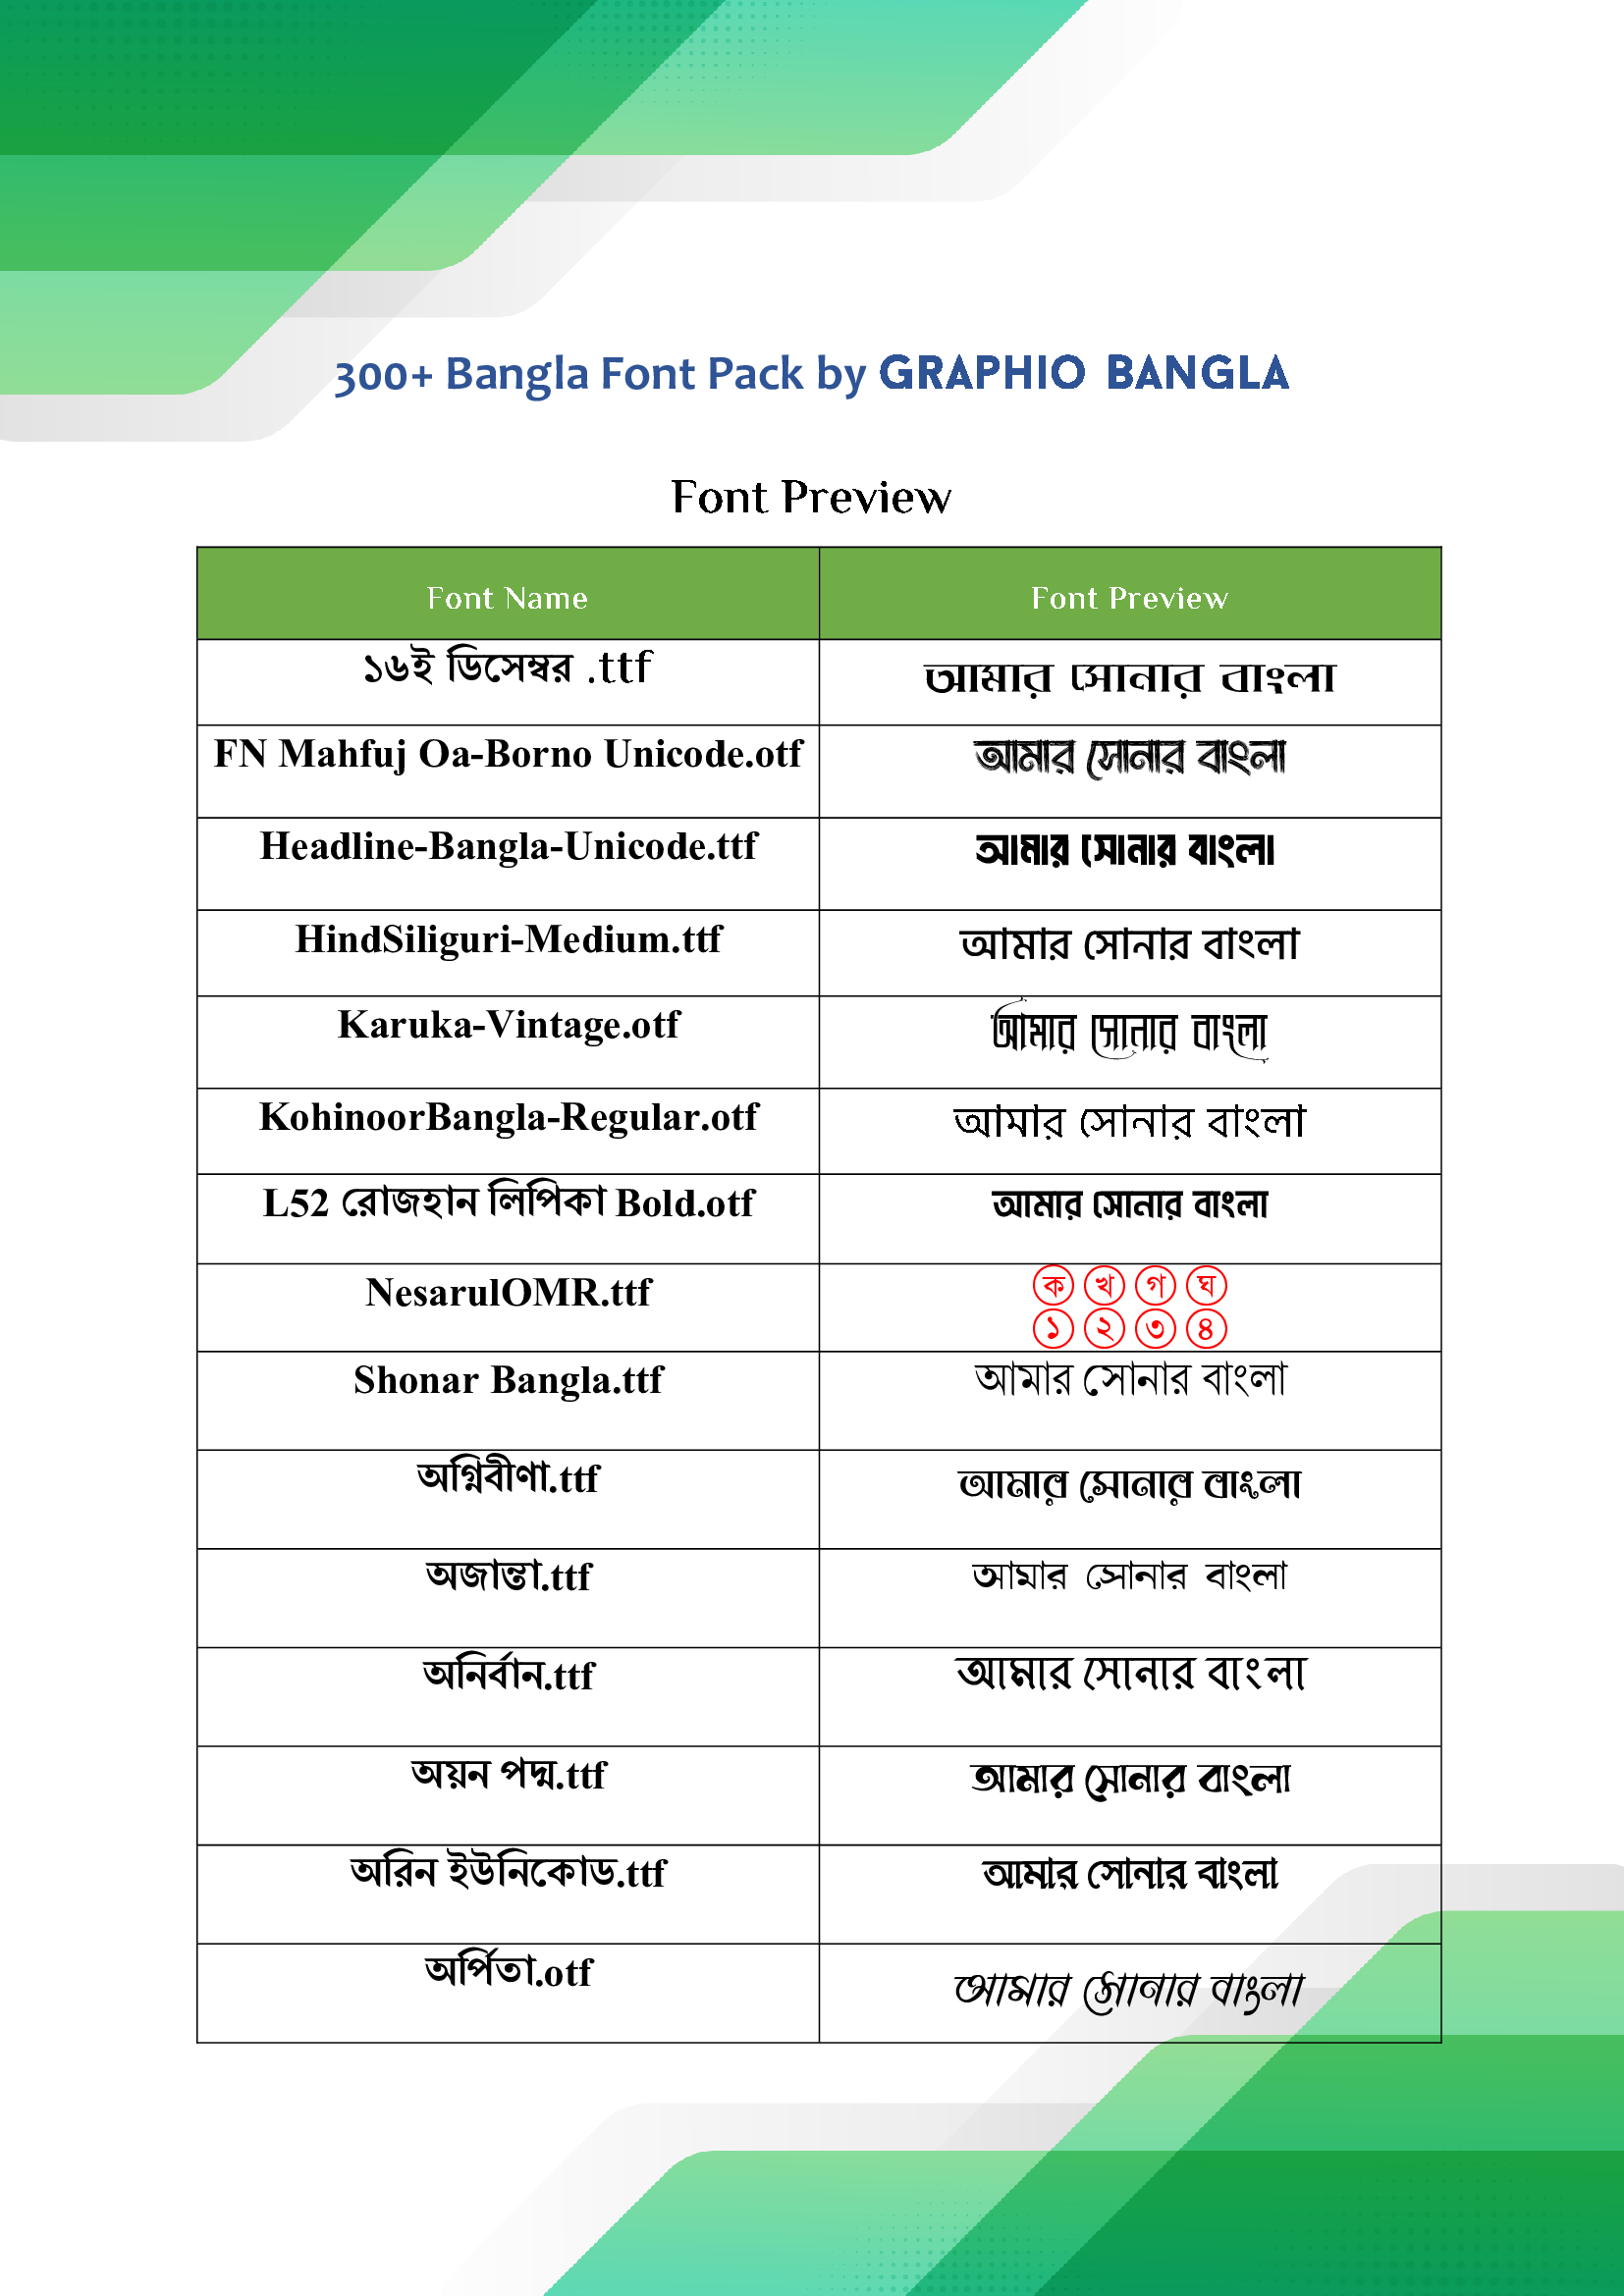 300+ Bangla Font Pack by GRAPHIO BANGLA
Font Preview
Font Name Font Preview
১৬ই ডিসেম্বর .ttf আমার সোনার বাংলা
FN Mahfuj Oa-Borno Unicode.otf আমার সোনার বাংলা
Headline-Bangla-Unicode.ttf আমার সোনার বাংলা
HindSiliguri-Medium.ttf আমার সোনার বাংলা
Karuka-Vintage.otf আমার সোনার বাংলা
KohinoorBangla-Regular.otf আমার সোনার বাংলা
L52 রোজহান লিপিকা Bold.otf আমার সোনার বাংলা
NesarulOMR.ttf ক খ গ ঘ
১ ২ ৩ ৪
Shonar Bangla.ttf আমার সোনার বাংলা
অগ্নিবীণা.ttf আমার সোনার বাংলা
অজান্তা.ttf আমার সোনার বাংলা
অনির্বান.ttf আমার সোনার বাংলা
অয়ন পদ্ম.ttf আমার সোনার বাংলা
অরিন ইউনিকোড.ttf আমার সোনার বাংলা
অর্পিতা.otf আমার সোনার বাংলা